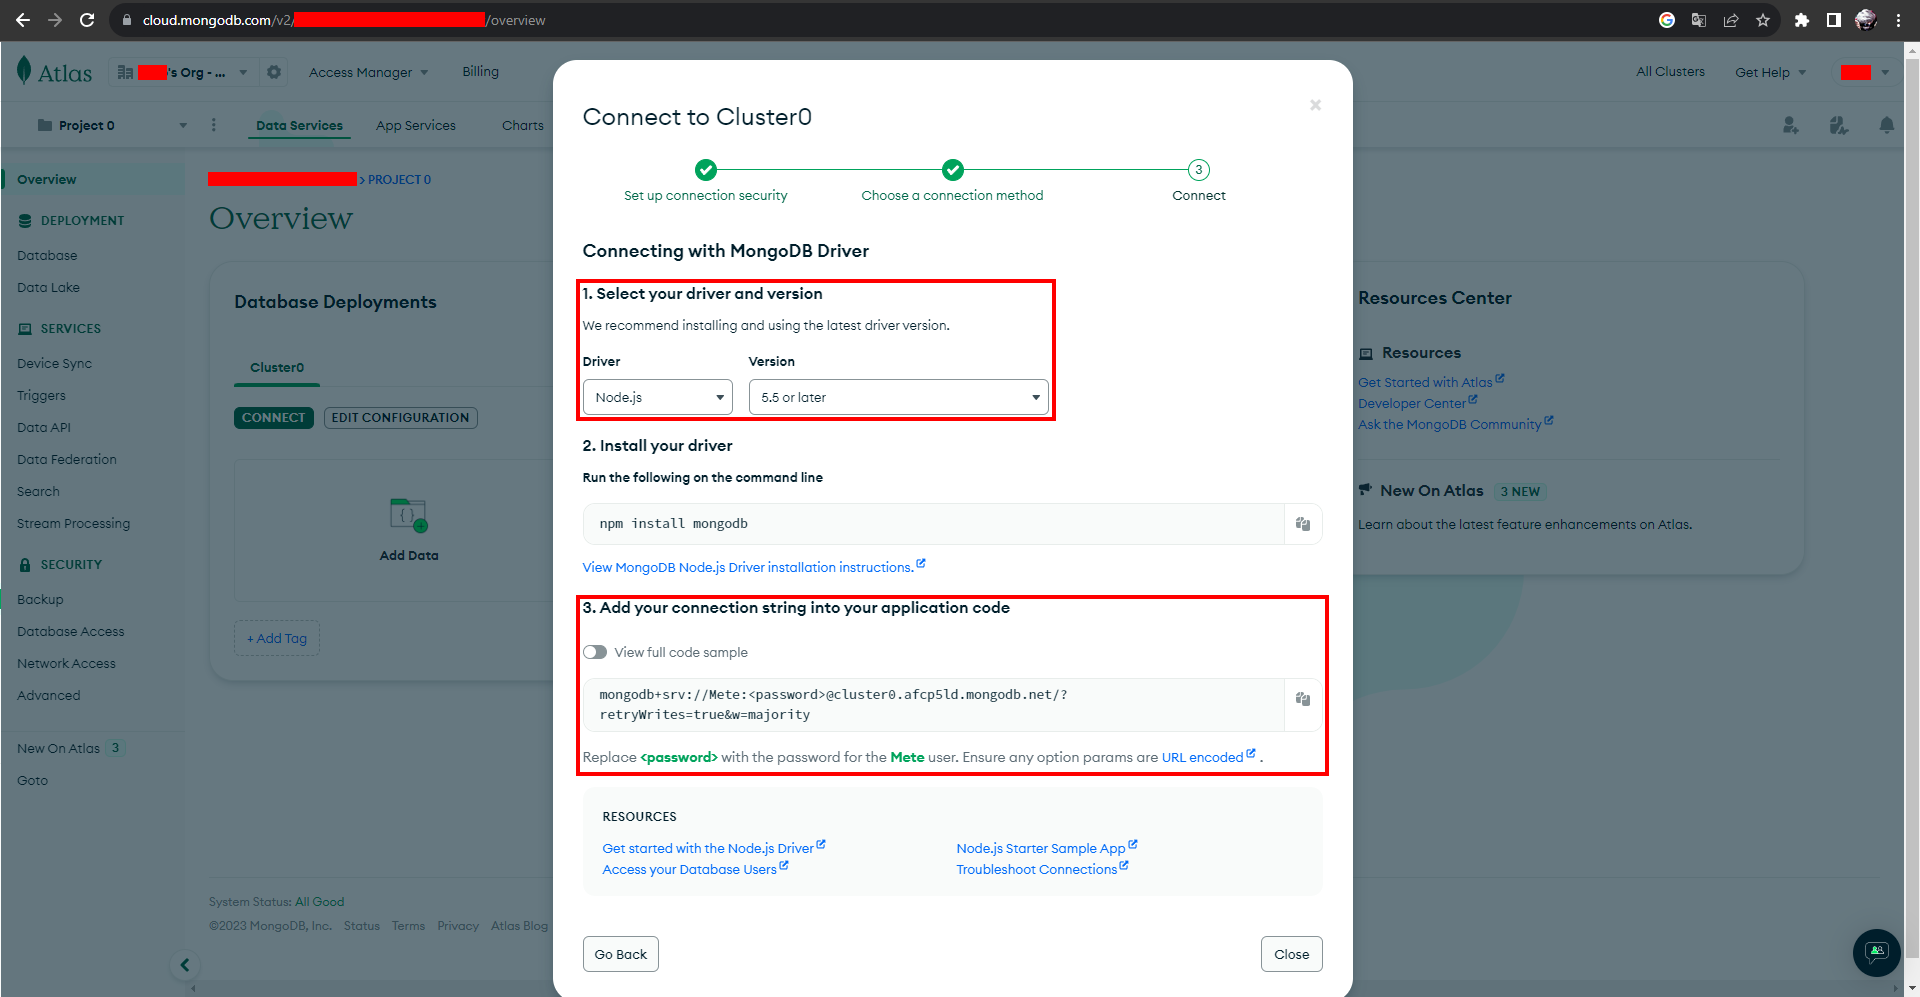 cloud.mongodb.com/v2/ /overview
Atlas
's Org - ...
Access Manager
Billing
All Clusters
Get Help
Project 0
Data Services
App Services
Charts
Overview
DEPLOYMENT
Database
Data Lake
SERVICES
Device Sync
Triggers
Data API
Data Federation
Search
Stream Processing
SECURITY
Backup
Database Access
Network Access
Advanced
New On Atlas 3
Goto
> PROJECT 0
Overview
Database Deployments
Cluster0
CONNECT
EDIT CONFIGURATION
{ }
Add Data
+ Add Tag
System Status: All Good
©2023 MongoDB, Inc. Status Terms Privacy Atlas Blog
Connect to Cluster0
×
3
Set up connection security
Choose a connection method
Connect
Connecting with MongoDB Driver
1. Select your driver and version
We recommend installing and using the latest driver version.
Driver
Version
Node.js
5.5 or later
2. Install your driver
Run the following on the command line
npm install mongodb
View MongoDB Node.js Driver installation instructions.
3. Add your connection string into your application code
View full code sample
mongodb+srv://Mete:<password>@cluster0.afcp5ld.mongodb.net/?
retryWrites=true&w=majority
Replace <password> with the password for the Mete user. Ensure any option params are URL encoded .
RESOURCES
Get started with the Node.js Driver
Node.js Starter Sample App
Access your Database Users
Troubleshoot Connections
Go Back
Close
Resources Center
Resources
Get Started with Atlas
Developer Center
Ask the MongoDB Community
New On Atlas 3 NEW
Learn about the latest feature enhancements on Atlas.